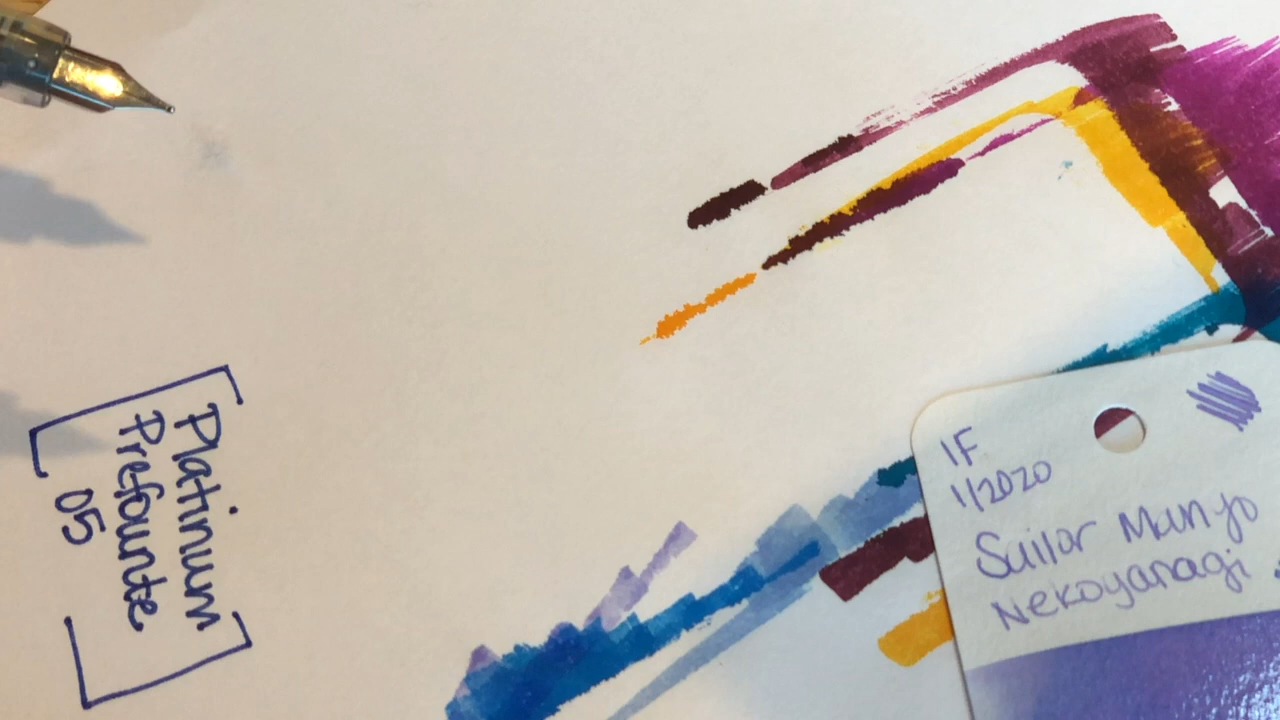 Platinum
Prefounte
05
IF
1/2020
Sailor Manyo
Nekoyanagi